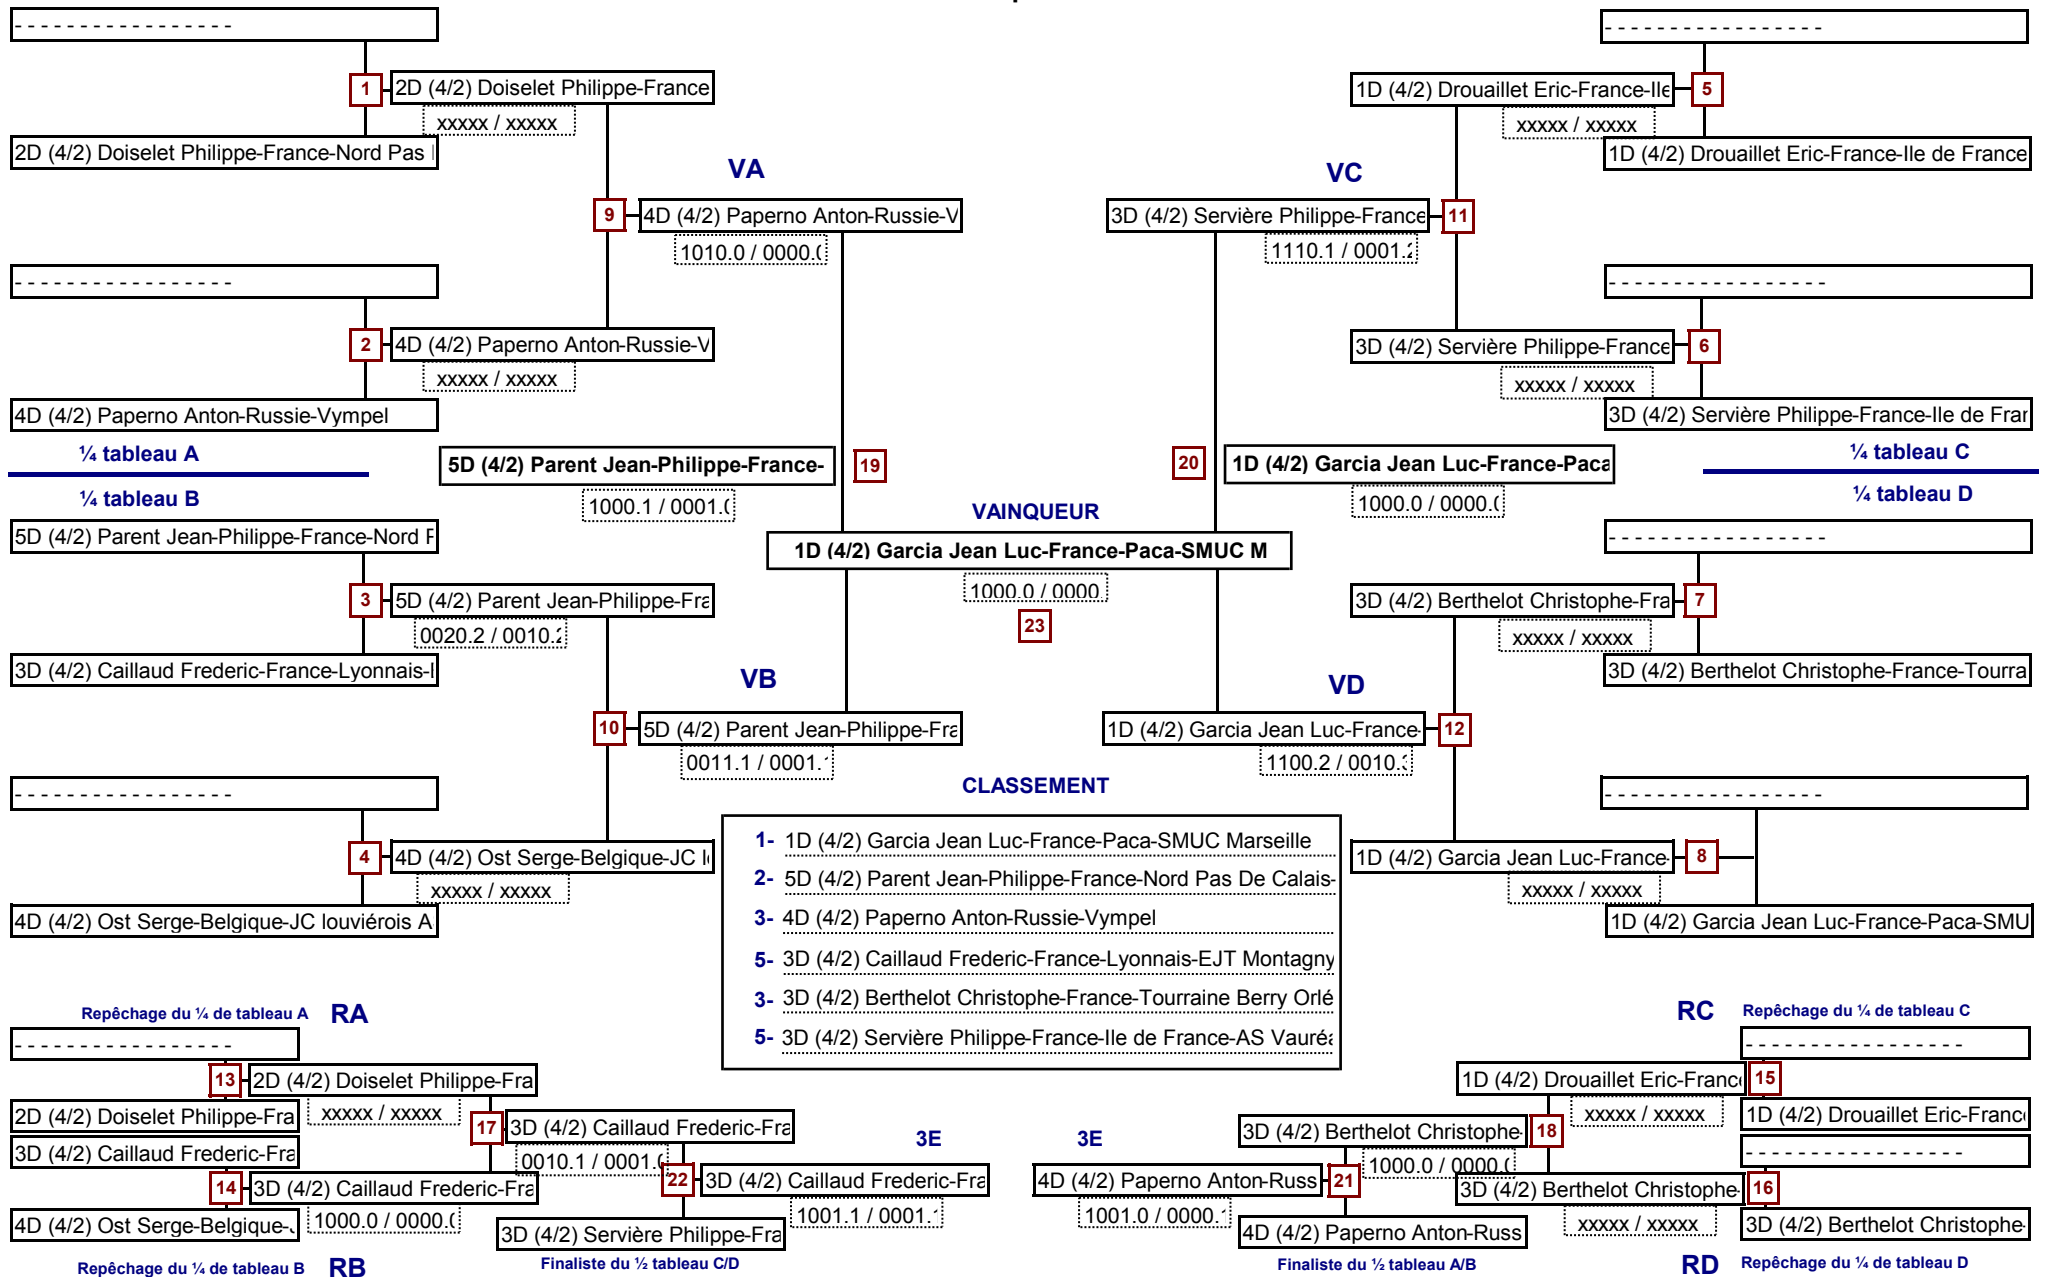 - - - - - - - - - - - - - - - - -
1
2D (4/2) Doiselet Philippe-France
xxxxx / xxxxx
2D (4/2) Doiselet Philippe-France-Nord Pas
VA
9
4D (4/2) Paperno Anton-Russie-V
1010.0 / 0000.0
- - - - - - - - - - - - - - - - -
2
4D (4/2) Paperno Anton-Russie-V
xxxxx / xxxxx
4D (4/2) Paperno Anton-Russie-Vympel
¼ tableau A
¼ tableau B
5D (4/2) Parent Jean-Philippe-France-
19
1000.1 / 0001.0
5D (4/2) Parent Jean-Philippe-France-Nord
3
5D (4/2) Parent Jean-Philippe-Fra
0020.2 / 0010.2
3D (4/2) Caillaud Frederic-France-Lyonnais-
VB
10
5D (4/2) Parent Jean-Philippe-Fra
0011.1 / 0001.1
- - - - - - - - - - - - - - - - -
4
4D (4/2) Ost Serge-Belgique-JC
xxxxx / xxxxx
4D (4/2) Ost Serge-Belgique-JC louviérois A
- - - - - - - - - - - - - - - - -
1D (4/2) Drouaillet Eric-France-Ile
5
xxxxx / xxxxx
1D (4/2) Drouaillet Eric-France-Ile de France
VC
3D (4/2) Servière Philippe-France
11
1110.1 / 0001.2
- - - - - - - - - - - - - - - - -
3D (4/2) Servière Philippe-France
6
xxxxx / xxxxx
3D (4/2) Servière Philippe-France-Ile de Fran
20
1D (4/2) Garcia Jean Luc-France-Paca
1000.0 / 0000.0
¼ tableau C
¼ tableau D
VAINQUEUR
1D (4/2) Garcia Jean Luc-France-Paca-SMUC M
1000.0 / 0000.
23
- - - - - - - - - - - - - - - - -
3D (4/2) Berthelot Christophe-Fra
7
xxxxx / xxxxx
3D (4/2) Berthelot Christophe-France-Tourra
VD
1D (4/2) Garcia Jean Luc-France-
12
1100.2 / 0010.3
- - - - - - - - - - - - - - - - -
1D (4/2) Garcia Jean Luc-France-
8
xxxxx / xxxxx
1D (4/2) Garcia Jean Luc-France-Paca-SMU
CLASSEMENT
1- 1D (4/2) Garcia Jean Luc-France-Paca-SMUC Marseille
2- 5D (4/2) Parent Jean-Philippe-France-Nord Pas De Calais-
3- 4D (4/2) Paperno Anton-Russie-Vympel
5- 3D (4/2) Caillaud Frederic-France-Lyonnais-EJT Montagny
3- 3D (4/2) Berthelot Christophe-France-Tourraine Berry Orlé
5- 3D (4/2) Servière Philippe-France-Ile de France-AS Vauréa
Repêchage du ¼ de tableau A RA
- - - - - - - - - - - - - - - - -
13
2D (4/2) Doiselet Philippe-Fra
2D (4/2) Doiselet Philippe-Fra
xxxxx / xxxxx
17
3D (4/2) Caillaud Frederic-Fra
0010.1 / 0001.0
3D (4/2) Caillaud Frederic-Fra
14
3D (4/2) Caillaud Frederic-Fra
4D (4/2) Ost Serge-Belgique-J
1000.0 / 0000.0
Repêchage du ¼ de tableau B RB
3E
22
3D (4/2) Caillaud Frederic-Fra
1001.1 / 0001.1
3D (4/2) Servière Philippe-Fra
Finaliste du ½ tableau C/D
3E
4D (4/2) Paperno Anton-Russ
21
1001.0 / 0000.1
4D (4/2) Paperno Anton-Russ
Finaliste du ½ tableau A/B
RC Repêchage du ¼ de tableau C
- - - - - - - - - - - - - - - - -
1D (4/2) Drouaillet Eric-Franc
15
xxxxx / xxxxx
1D (4/2) Drouaillet Eric-Franc
3D (4/2) Berthelot Christophe-
18
1000.0 / 0000.0
- - - - - - - - - - - - - - - - -
3D (4/2) Berthelot Christophe-
16
xxxxx / xxxxx
3D (4/2) Berthelot Christophe-
RD Repêchage du ¼ de tableau D